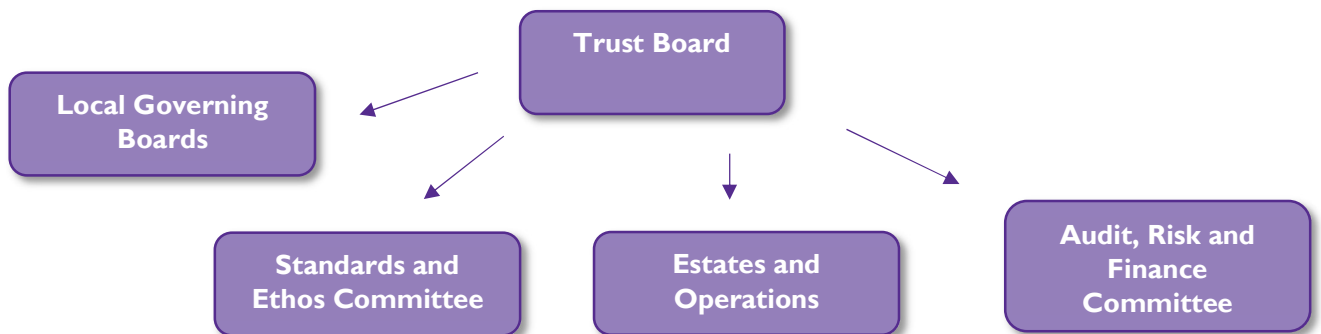 Trust Board
Local Governing
Boards
Standards and
Ethos Committee
Estates and
Operations
Audit, Risk and
Finance
Committee